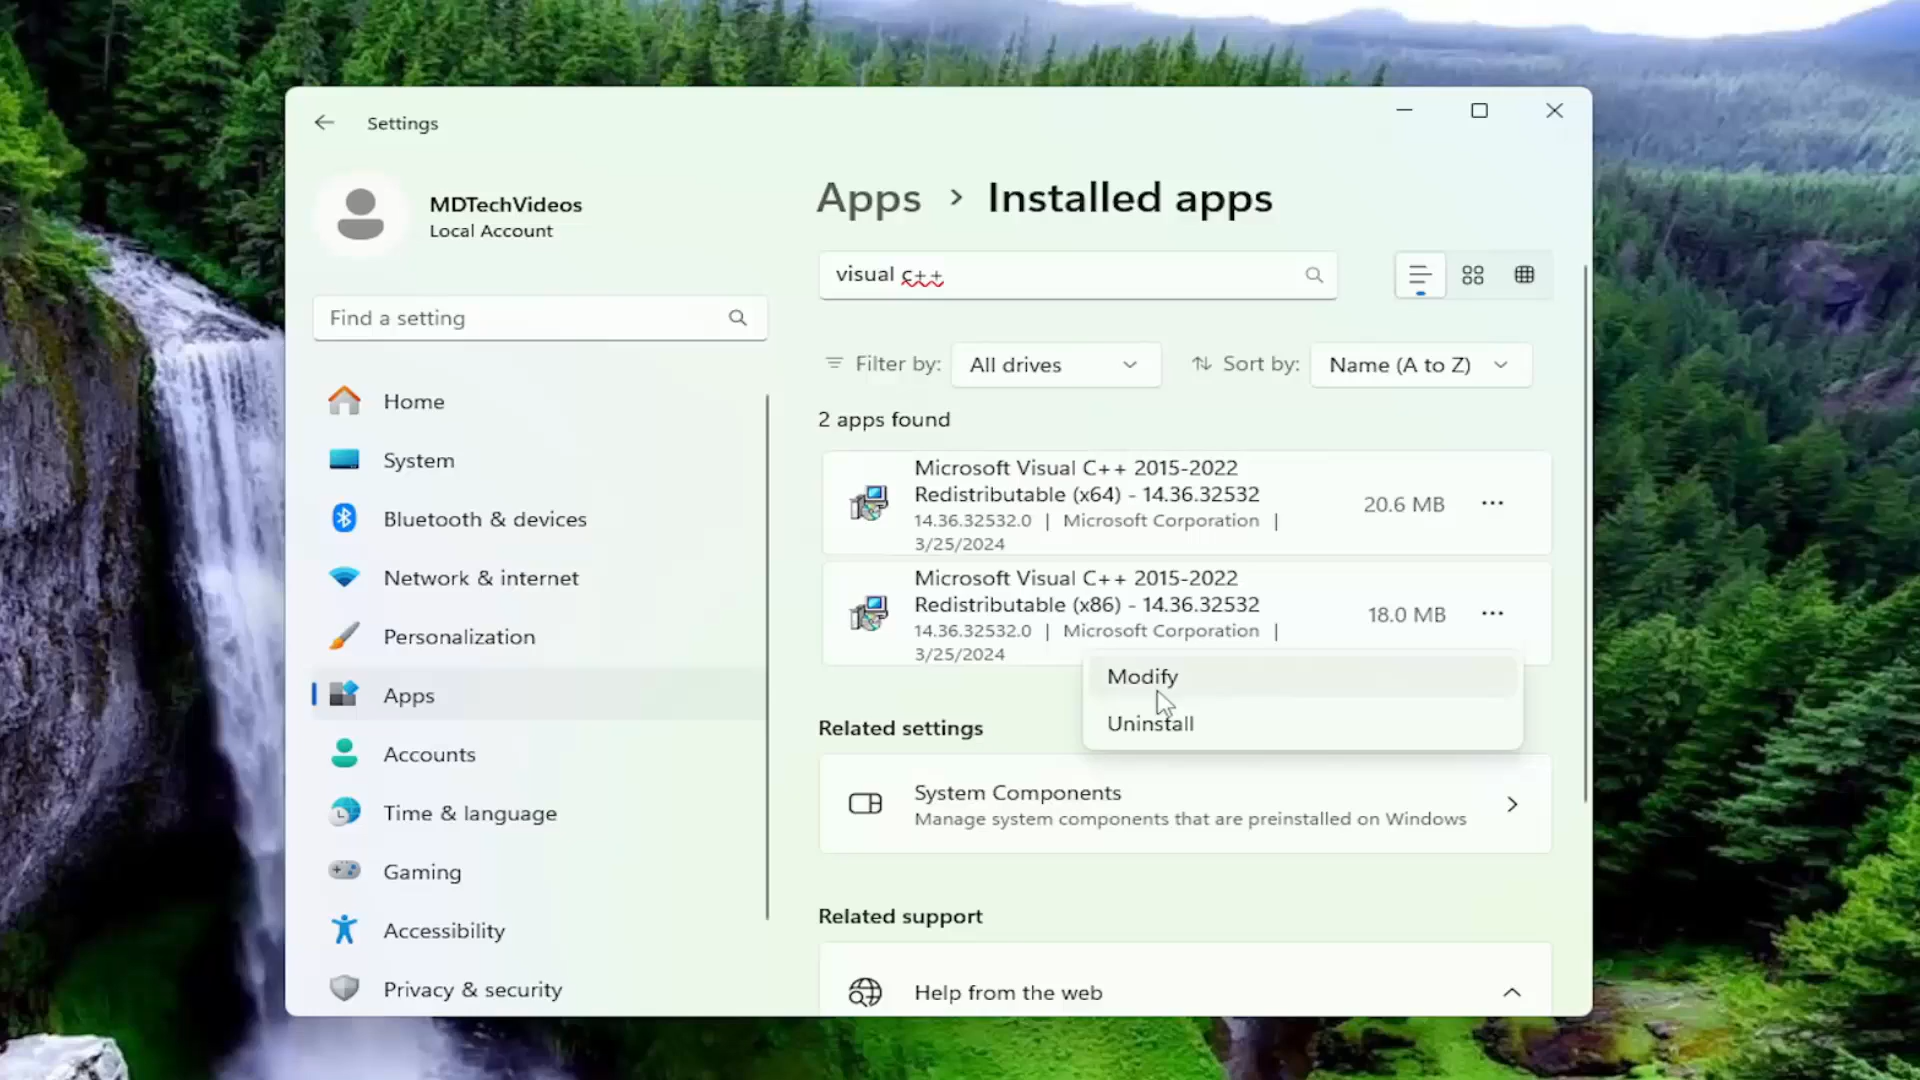 Settings
MDTechVideos
Local Account
Find a setting
Home
System
Bluetooth & devices
Network & internet
Personalization
Apps
Accounts
Time & language
Gaming
Accessibility
Privacy & security
Apps > Installed apps
visual c++
Filter by: All drives
Sort by: Name (A to Z)
2 apps found
Microsoft Visual C++ 2015-2022
Redistributable (x64) - 14.36.32532
14.36.32532.0 | Microsoft Corporation |
3/25/2024
20.6 MB
Microsoft Visual C++ 2015-2022
Redistributable (x86) - 14.36.32532
14.36.32532.0 | Microsoft Corporation |
3/25/2024
18.0 MB
Modify
Uninstall
Related settings
System Components
Manage system components that are preinstalled on Windows
Related support
Help from the web